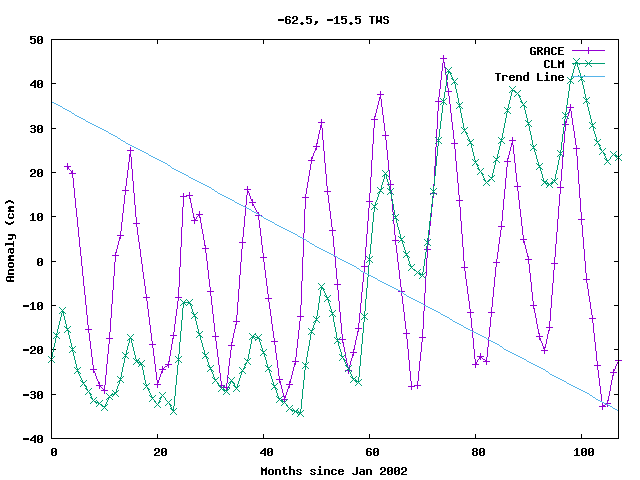 -62.5, -15.5 TWS
50
40
30
20
10
0
-10
-20
-30
-40
Anomaly (cm)
GRACE
CLM
Trend Line
0 20 40 60 80 100
Months since Jan 2002